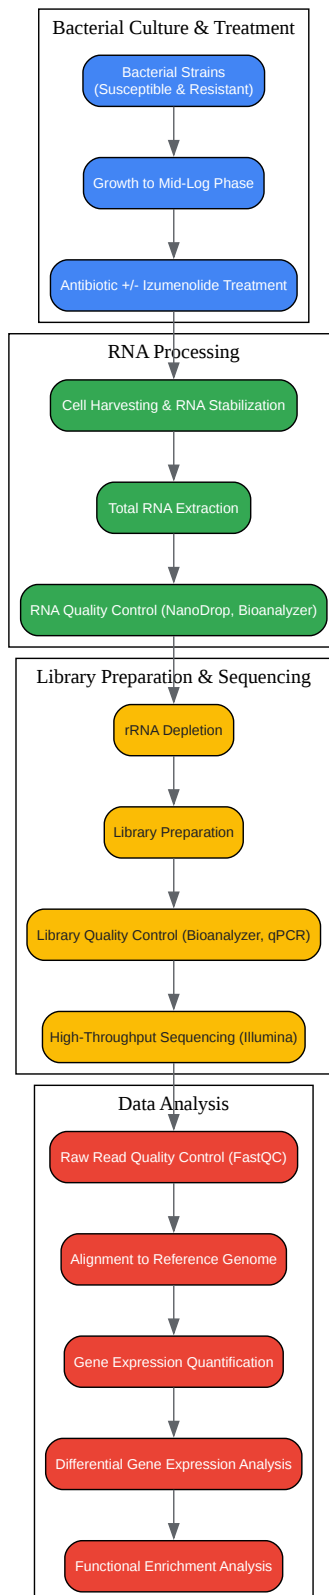 Bacterial Culture & Treatment
Bacterial Strains
(Susceptible & Resistant)
Growth to Mid-Log Phase
Antibiotic +/- Izumenolide Treatment
RNA Processing
Cell Harvesting & RNA Stabilization
Total RNA Extraction
RNA Quality Control (NanoDrop, Bioanalyzer)
Library Preparation & Sequencing
rRNA Depletion
Library Preparation
Library Quality Control (Bioanalyzer, qPCR)
High-Throughput Sequencing (Illumina)
Data Analysis
Raw Read Quality Control (FastQC)
Alignment to Reference Genome
Gene Expression Quantification
Differential Gene Expression Analysis
Functional Enrichment Analysis